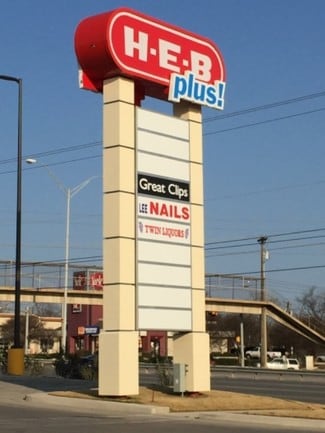 H-E-B
plus!
Great Clips
LEE NAILS
TWIN LIQUORS